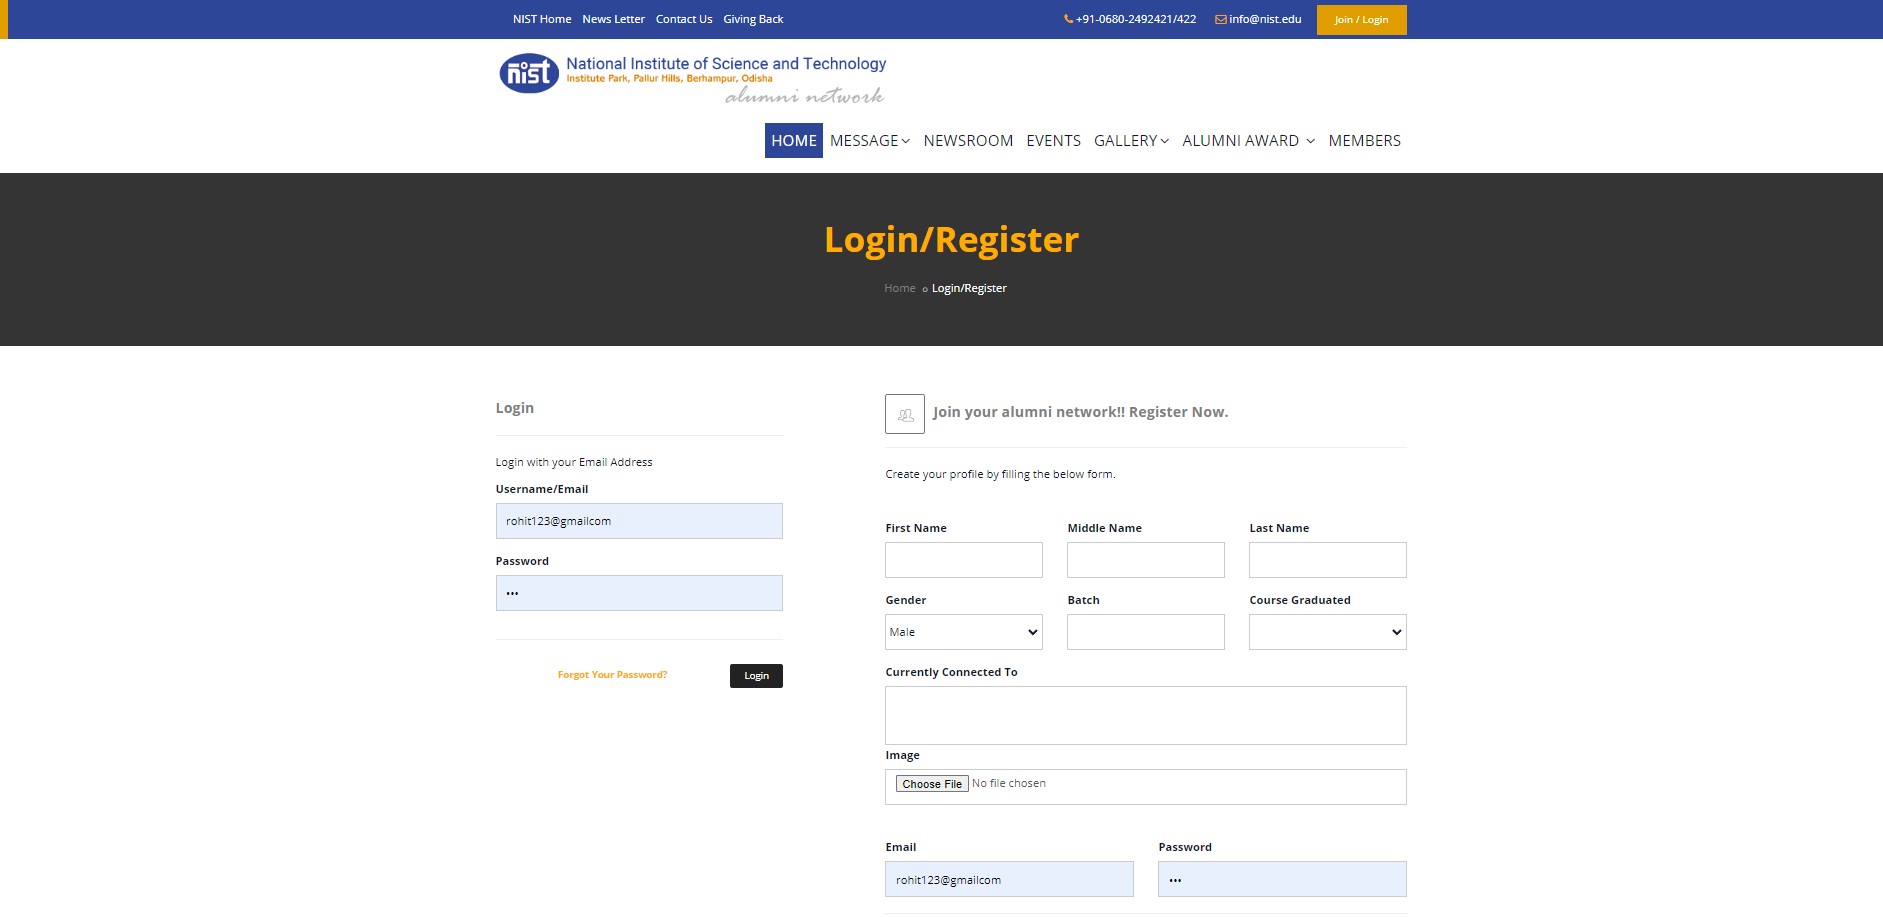 NIST Home News Letter Contact Us Giving Back +91-0680-2492421/422 info@nist.edu Join / Login
nist National Institute of Science and Technology
Institute Park, Pallur Hills, Berhampur, Odisha
alumni network
HOME MESSAGE NEWSROOM EVENTS GALLERY ALUMNI AWARD MEMBERS
Login/Register
Home Login/Register
Login
Login with your Email Address
Username/Email
rohit123@gmailcom
Password
•••
Forgot Your Password? Login
Join your alumni network!! Register Now.
Create your profile by filling the below form.
First Name Middle Name Last Name
Gender Batch Course Graduated
Male
Currently Connected To
Image
Choose File No file chosen
Email Password
rohit123@gmailcom •••